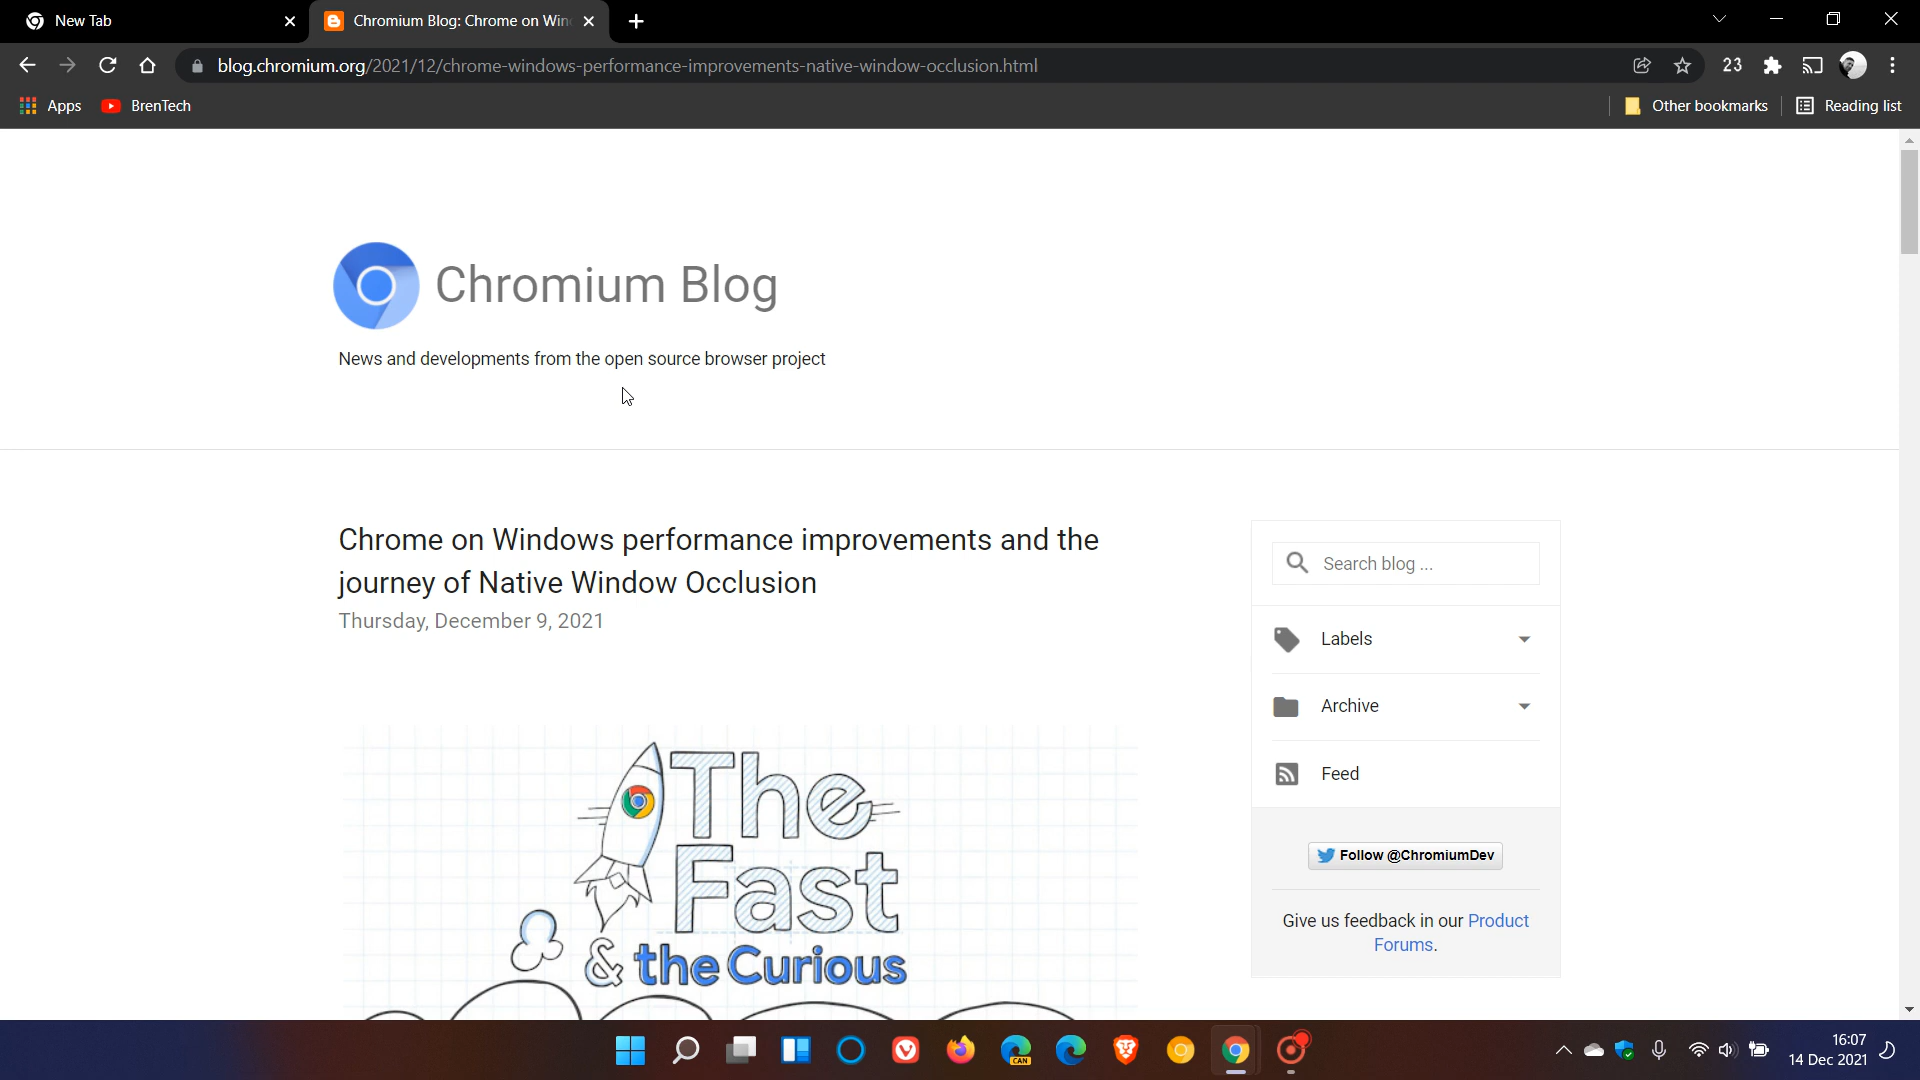 New Tab
Chromium Blog: Chrome on Win
blog.chromium.org/2021/12/chrome-windows-performance-improvements-native-window-occlusion.html
23
Apps
BrenTech
Other bookmarks
Reading list
Chromium Blog
News and developments from the open source browser project
Chrome on Windows performance improvements and the
journey of Native Window Occlusion
Thursday, December 9, 2021
The
Fast
& the Curious
Search blog ...
Labels
Archive
Feed
Follow @ChromiumDev
Give us feedback in our Product
Forums.
CAN
16:07
14 Dec 2021